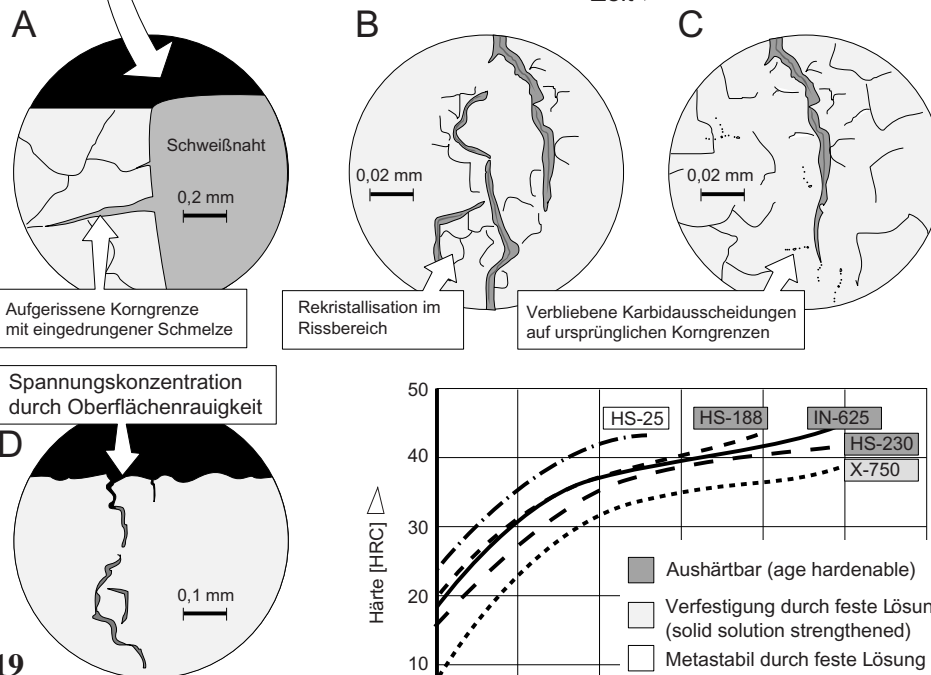 A
B
C
Schweißnaht
0,2 mm
0,02 mm
0,02 mm
Aufgerissene Korngrenze
mit eingedrungener Schmelze
Rekristallisation im
Rissbereich
Verbliebene Karbidausscheidungen
auf ursprünglichen Korngrenzen
Spannungskonzentration
durch Oberflächenrauigkeit
D
0,1 mm
19
50
40
30
20
10
Härte [HRC]
HS-25
HS-188
IN-625
HS-230
X-750
Aushärtbar (age hardenable)
Verfestigung durch feste Lösun
(solid solution strengthened)
Metastabil durch feste Lösung